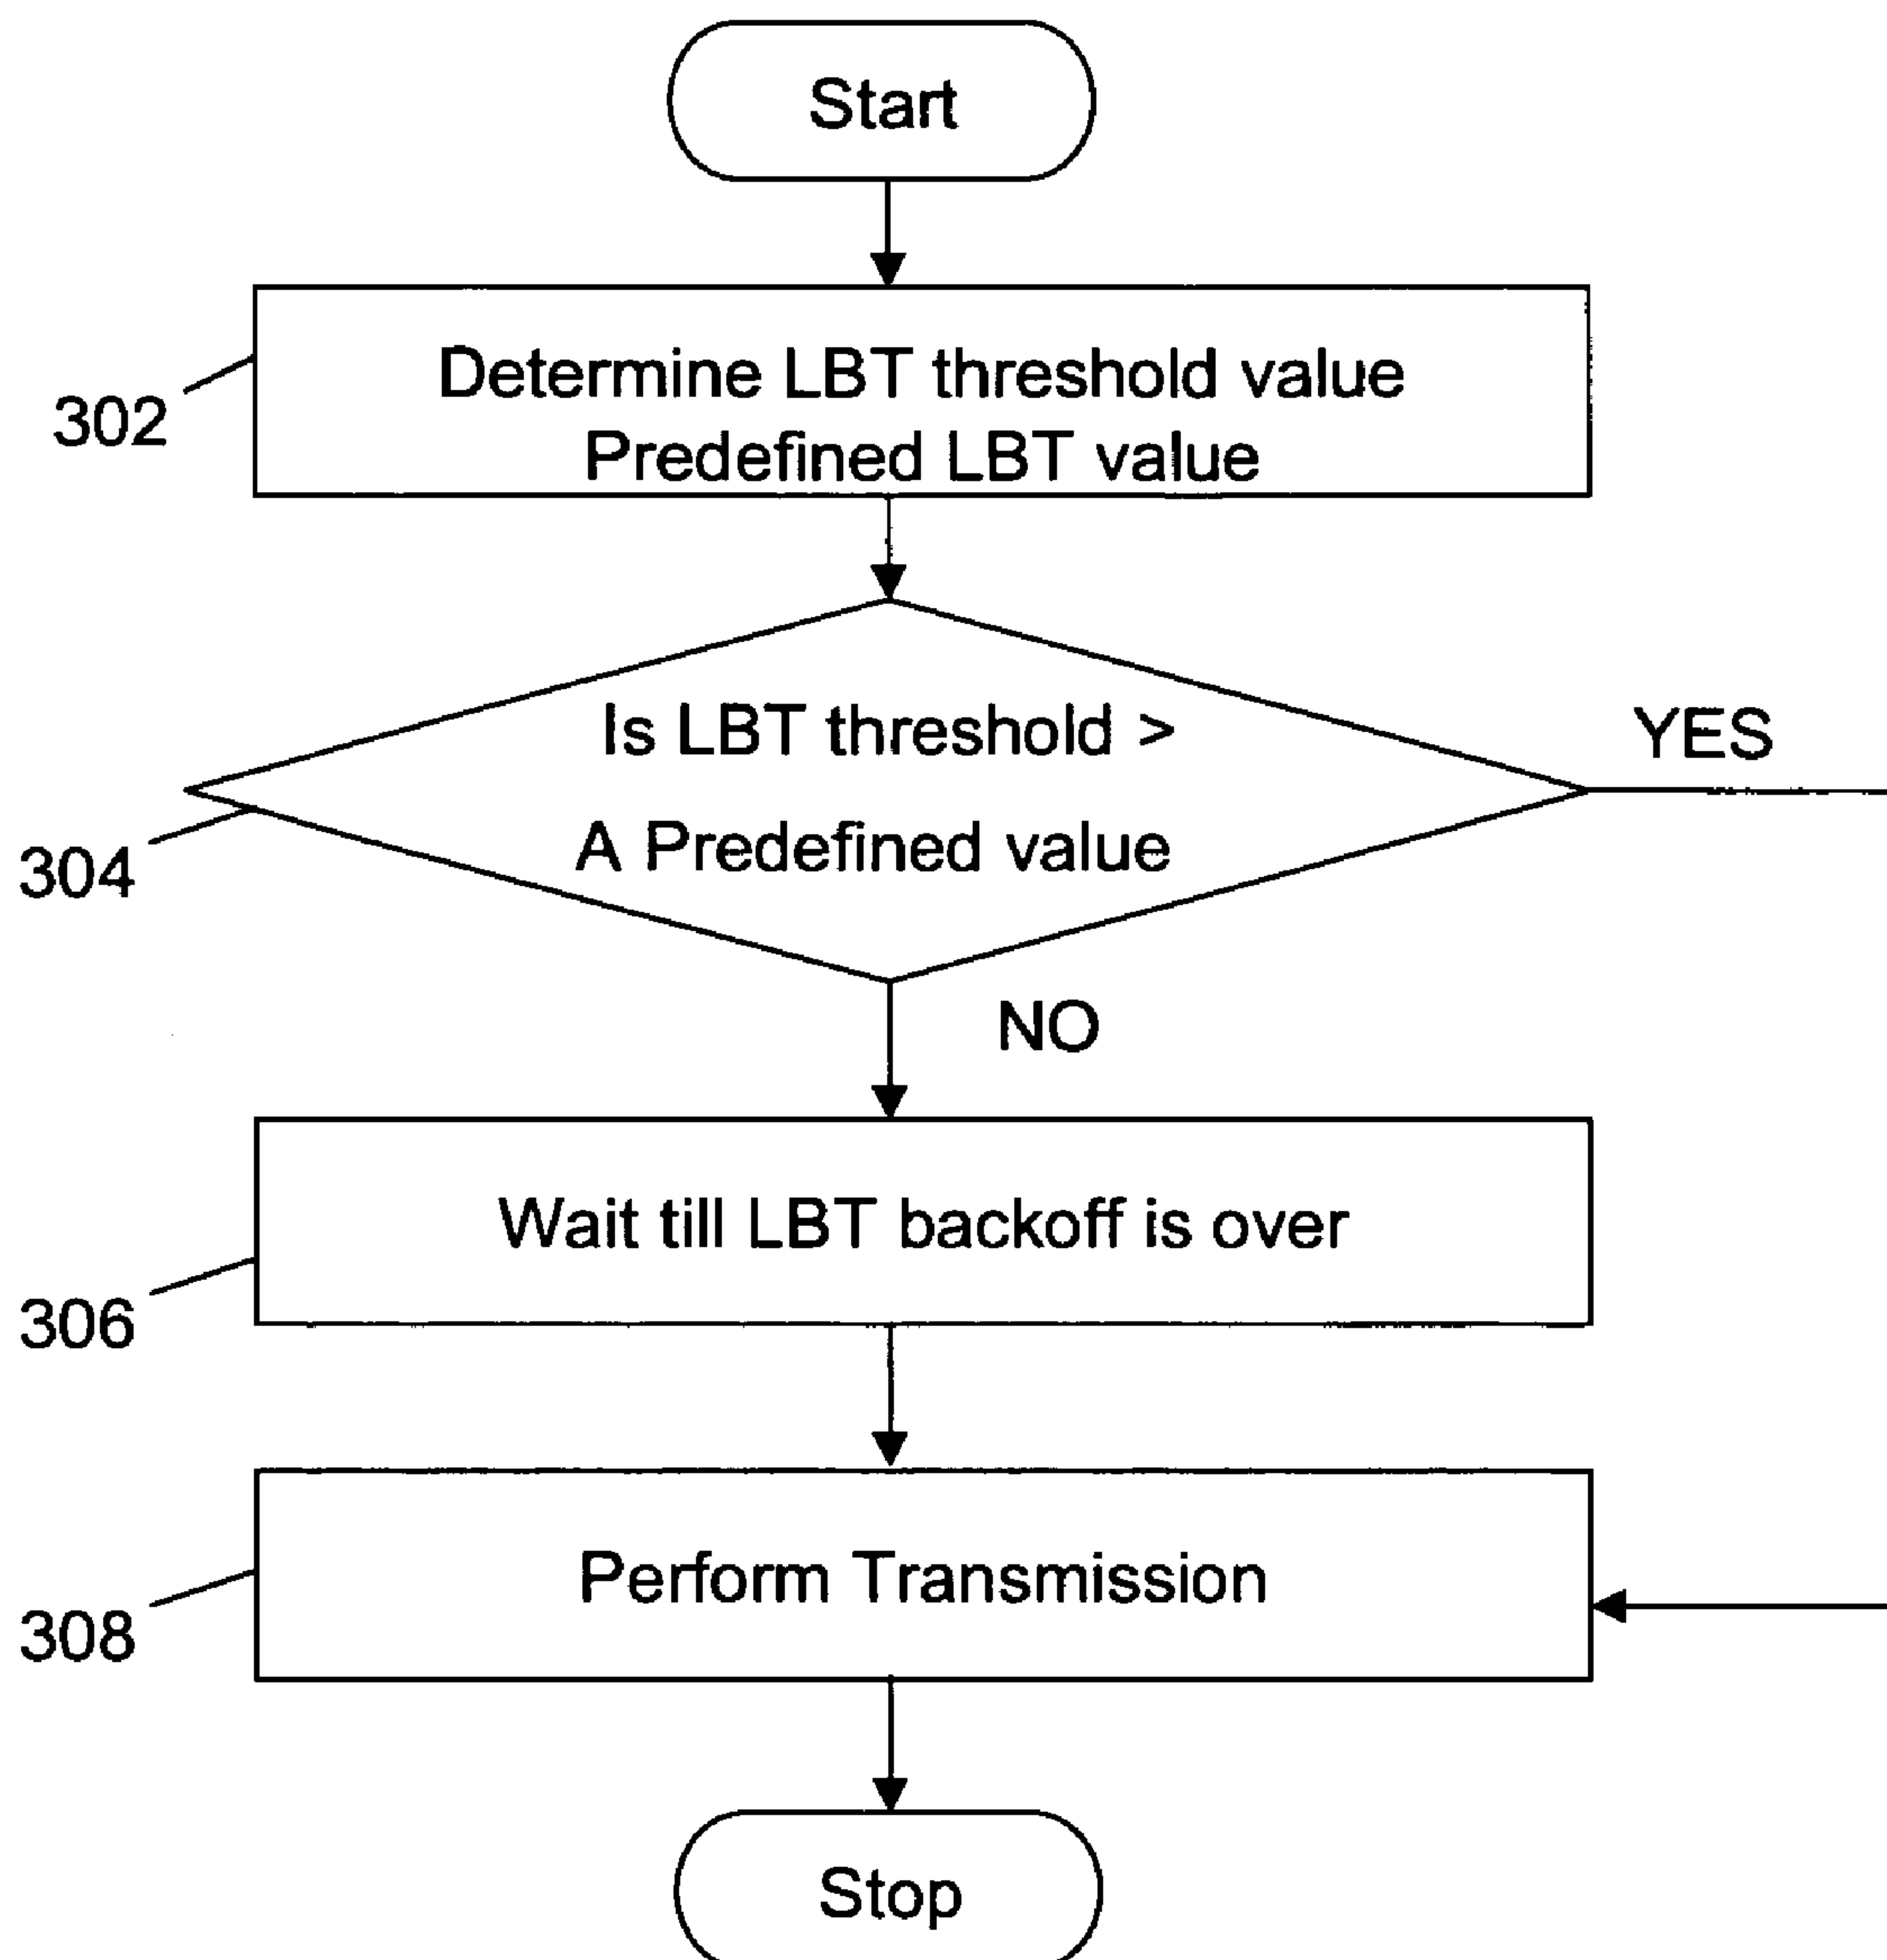 Start
302
Determine LBT threshold value
Predefined LBT value
304
Is LBT threshold >
A Predefined value
YES
NO
306
Wait till LBT backoff is over
308
Perform Transmission
Stop